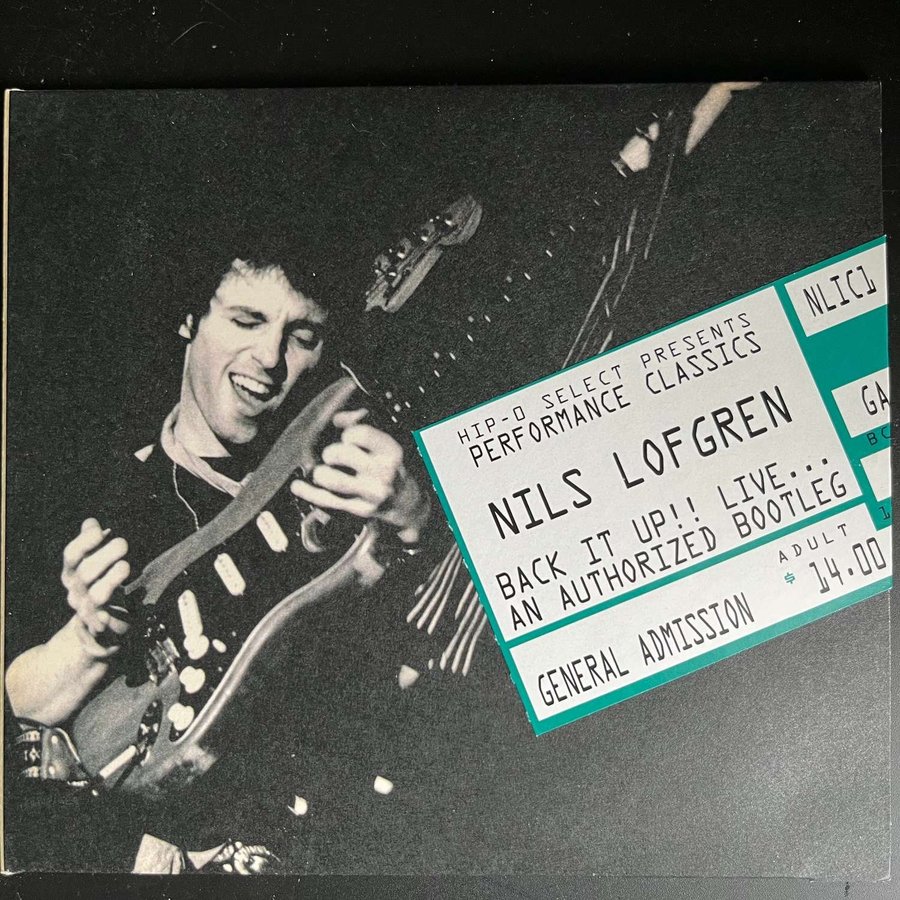 HIP-O SELECT PRESENTS
PERFORMANCE CLASSICS
NILS LOFGREN
BACK IT UP!! LIVE...
AN AUTHORIZED BOOTLEG
ADULT
GENERAL ADMISSION
$ 14.00
NLIC1
GA